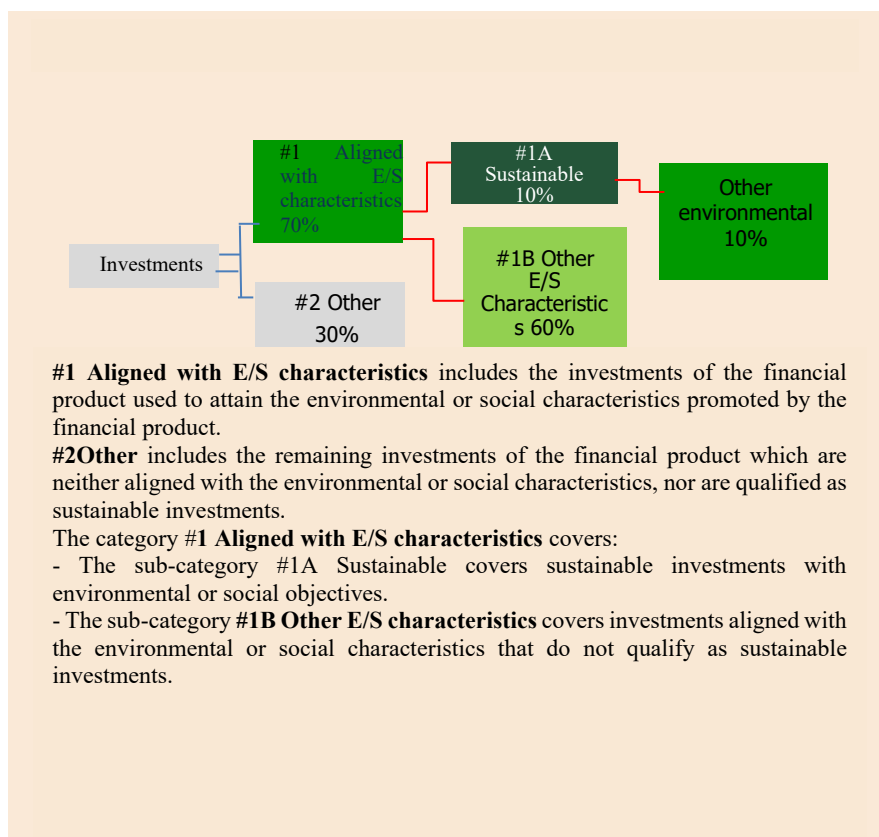 #1 Aligned
with E/S
characteristics
70%
#1A
Sustainable
10%
Other
environmental
10%
Investments
#1B Other
E/S
Characteristic
s 60%
#2 Other
30%
#1 Aligned with E/S characteristics includes the investments of the financial
product used to attain the environmental or social characteristics promoted by the
financial product.
#2Other includes the remaining investments of the financial product which are
neither aligned with the environmental or social characteristics, nor are qualified as
sustainable investments.
The category #1 Aligned with E/S characteristics covers:
- The sub-category #1A Sustainable covers sustainable investments with
environmental or social objectives.
- The sub-category #1B Other E/S characteristics covers investments aligned with
the environmental or social characteristics that do not qualify as sustainable
investments.